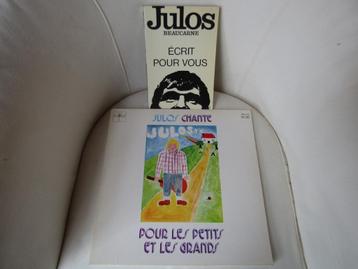 Julos
BEAUCARNE
ÉCRIT
POUR VOUS
JULOS CHANTE
JULOS
POUR LES PETITS
ET LES GRANDS